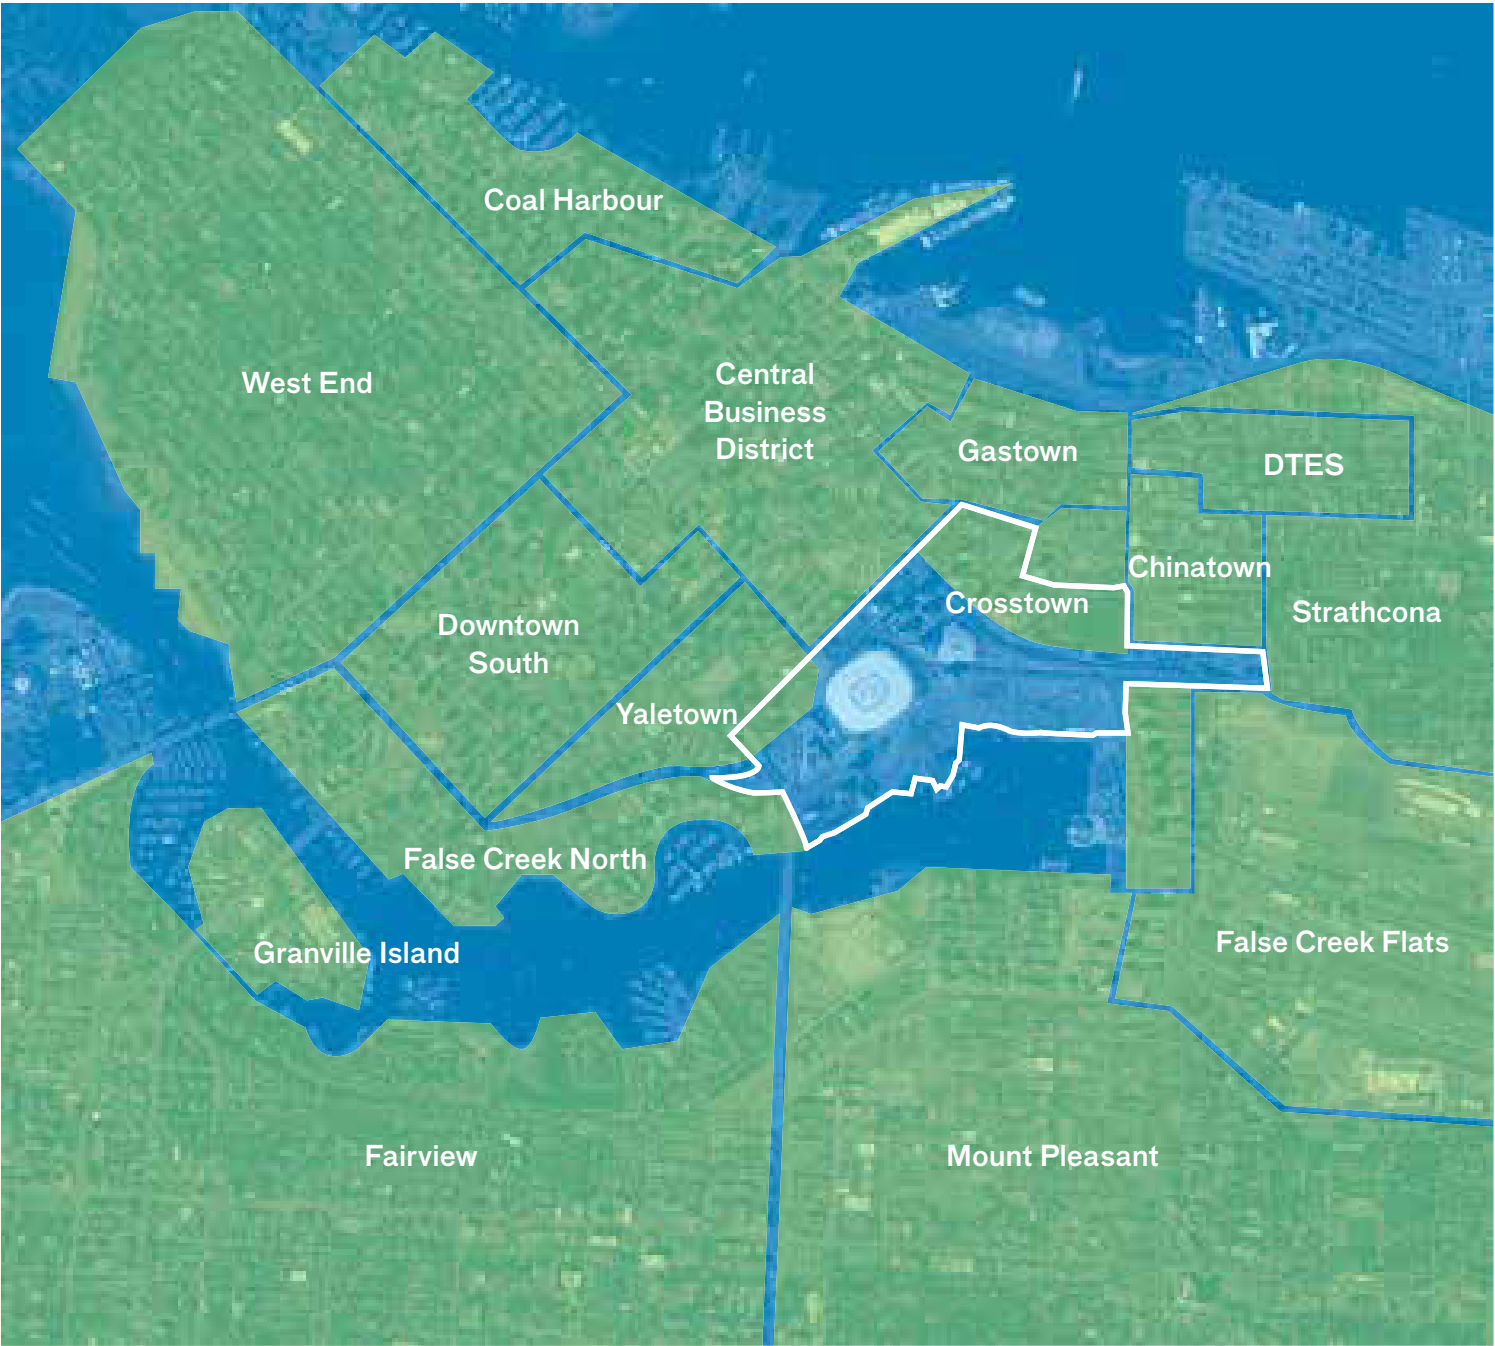 Coal Harbour
West End
Central
Business
District
Gastown
DTES
Chinatown
Crosstown
Strathcona
Downtown
South
Yaletown
False Creek North
Granville Island
False Creek Flats
Fairview
Mount Pleasant